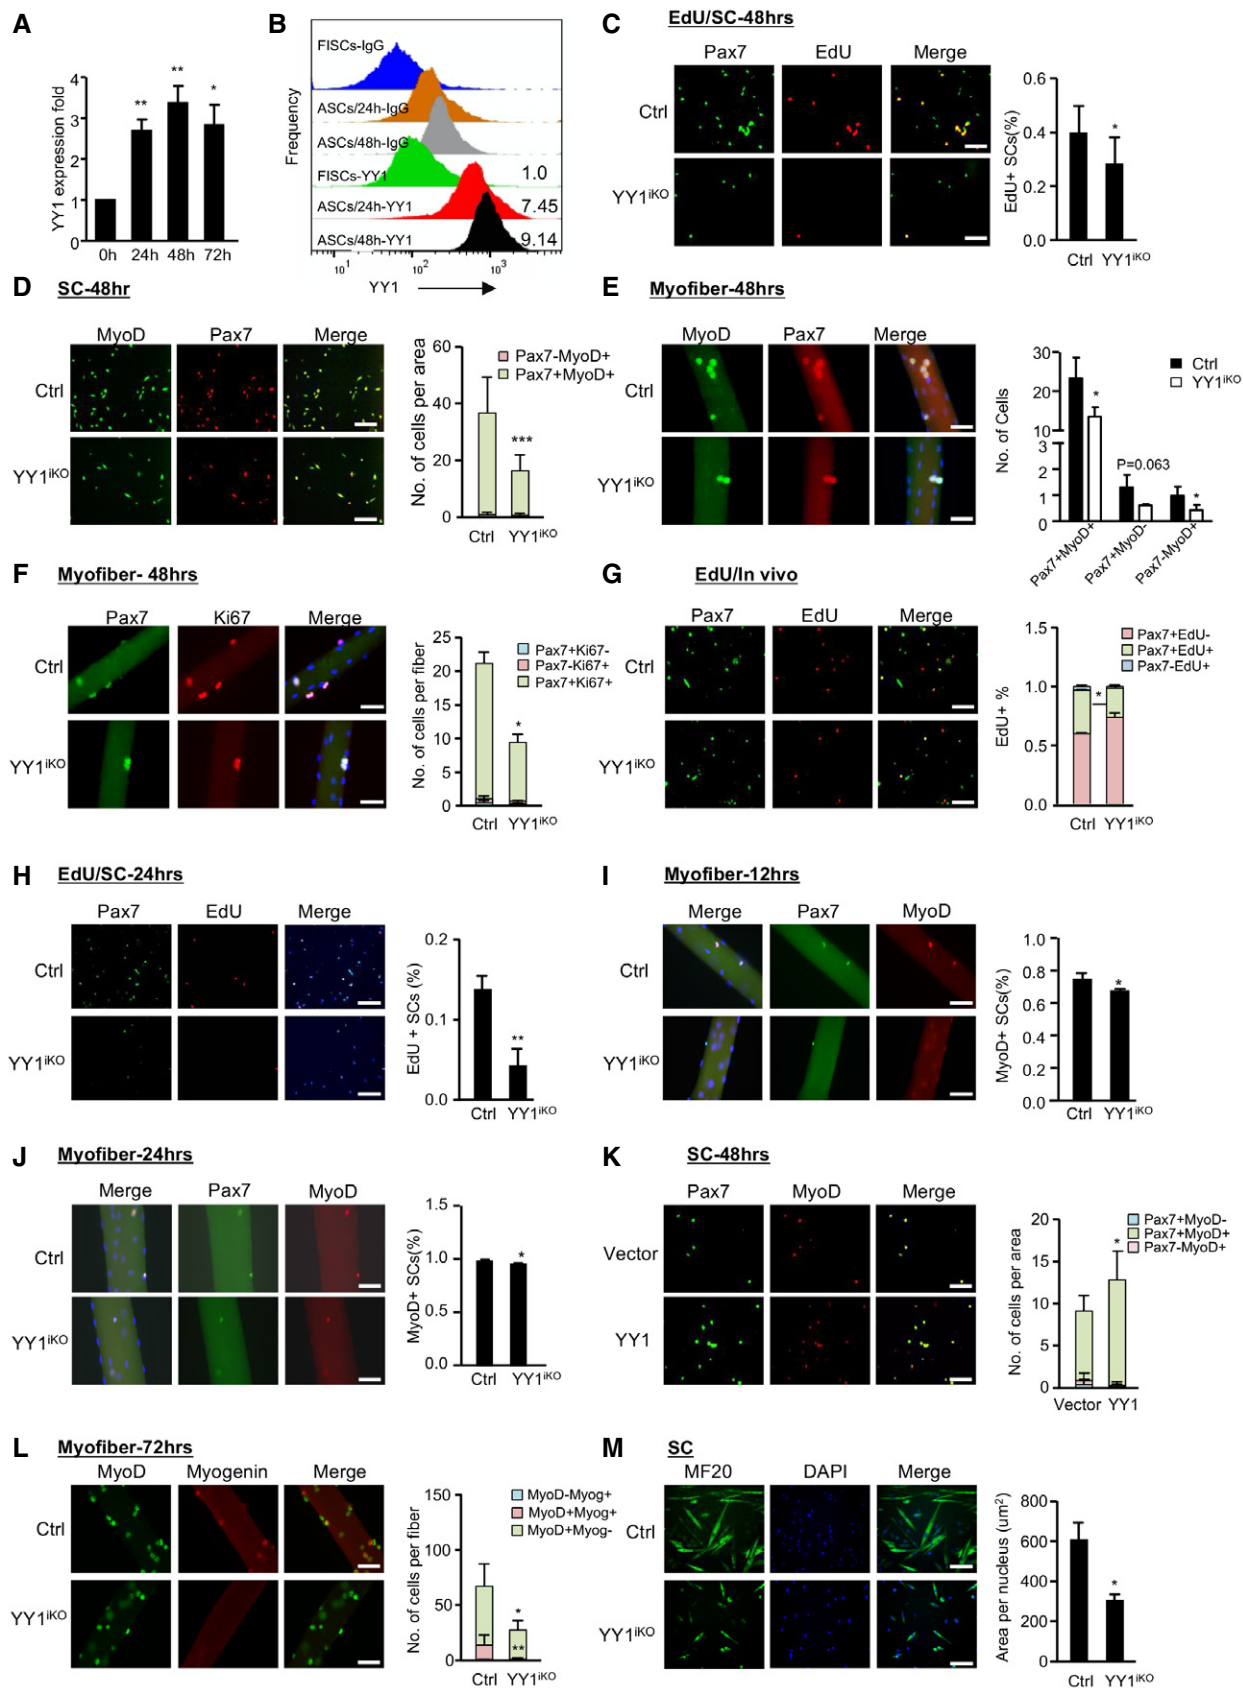 A
YY1 expression fold
4
3
2
1
0
**
**
*
0h 24h 48h 72h
B
Frequency
FISCs-IgG
ASCs/24h-IgG
ASCs/48h-IgG
FISCs-YY1 1.0
ASCs/24h-YY1 7.45
ASCs/48h-YY1 9.14
10¹ 10² 10³
YY1
C EdU/SC-48hrs
Pax7 EdU Merge
Ctrl
YY1iKO
EdU+ SCs(%)
0.6
0.4
0.2
0.0
*
Ctrl YY1iKO
D SC-48hr
MyoD Pax7 Merge
Ctrl
YY1iKO
No. of cells per area
60
40
20
0
Pax7-MyoD+
Pax7+MyoD+
***
Ctrl YY1iKO
E Myofiber-48hrs
MyoD Pax7 Merge
Ctrl
YY1iKO
No. of Cells
30
20
10
3
2
1
0
Ctrl
YY1iKO
*
P=0.063
*
Pax7+MyoD+
Pax7+MyoD-
Pax7-MyoD+
F Myofiber- 48hrs
Pax7 Ki67 Merge
Ctrl
YY1iKO
No. of cells per fiber
25
20
15
10
5
0
Pax7+Ki67-
Pax7-Ki67+
Pax7+Ki67+
*
Ctrl YY1iKO
G EdU/In vivo
Pax7 EdU Merge
Ctrl
YY1iKO
EdU+ %
1.5
1.0
0.5
0.0
Pax7+EdU-
Pax7+EdU+
Pax7-EdU+
*
Ctrl YY1iKO
H EdU/SC-24hrs
Pax7 EdU Merge
Ctrl
YY1iKO
EdU + SCs (%)
0.2
0.1
0.0
**
Ctrl YY1iKO
I Myofiber-12hrs
Merge Pax7 MyoD
Ctrl
YY1iKO
MyoD+ SCs(%)
1.0
0.8
0.6
0.4
0.2
0.0
*
Ctrl YY1iKO
J Myofiber-24hrs
Merge Pax7 MyoD
Ctrl
YY1iKO
MyoD+ SCs(%)
1.5
1.0
0.5
0.0
*
Ctrl YY1iKO
K SC-48hrs
Pax7 MyoD Merge
Vector
YY1
No. of cells per area
20
15
10
5
0
Pax7+MyoD-
Pax7+MyoD+
Pax7-MyoD+
*
Vector YY1
L Myofiber-72hrs
MyoD Myogenin Merge
Ctrl
YY1iKO
No. of cells per fiber
150
100
50
0
MyoD-Myog+
MyoD+Myog+
MyoD+Myog-
*
**
Ctrl YY1iKO
M SC
MF20 DAPI Merge
Ctrl
YY1iKO
Area per nucleus (um²)
800
600
400
200
0
*
Ctrl YY1iKO